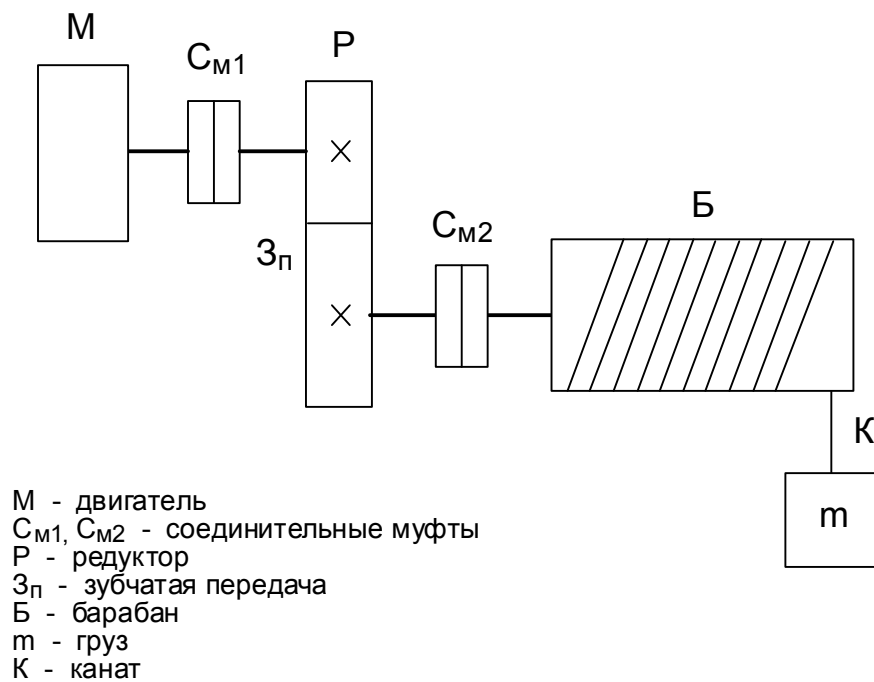 М
См1
Р
Зп
См2
Б
К
m
М - двигатель
См1, См2 - соединительные муфты
Р - редуктор
Зп - зубчатая передача
Б - барабан
m - груз
К - канат